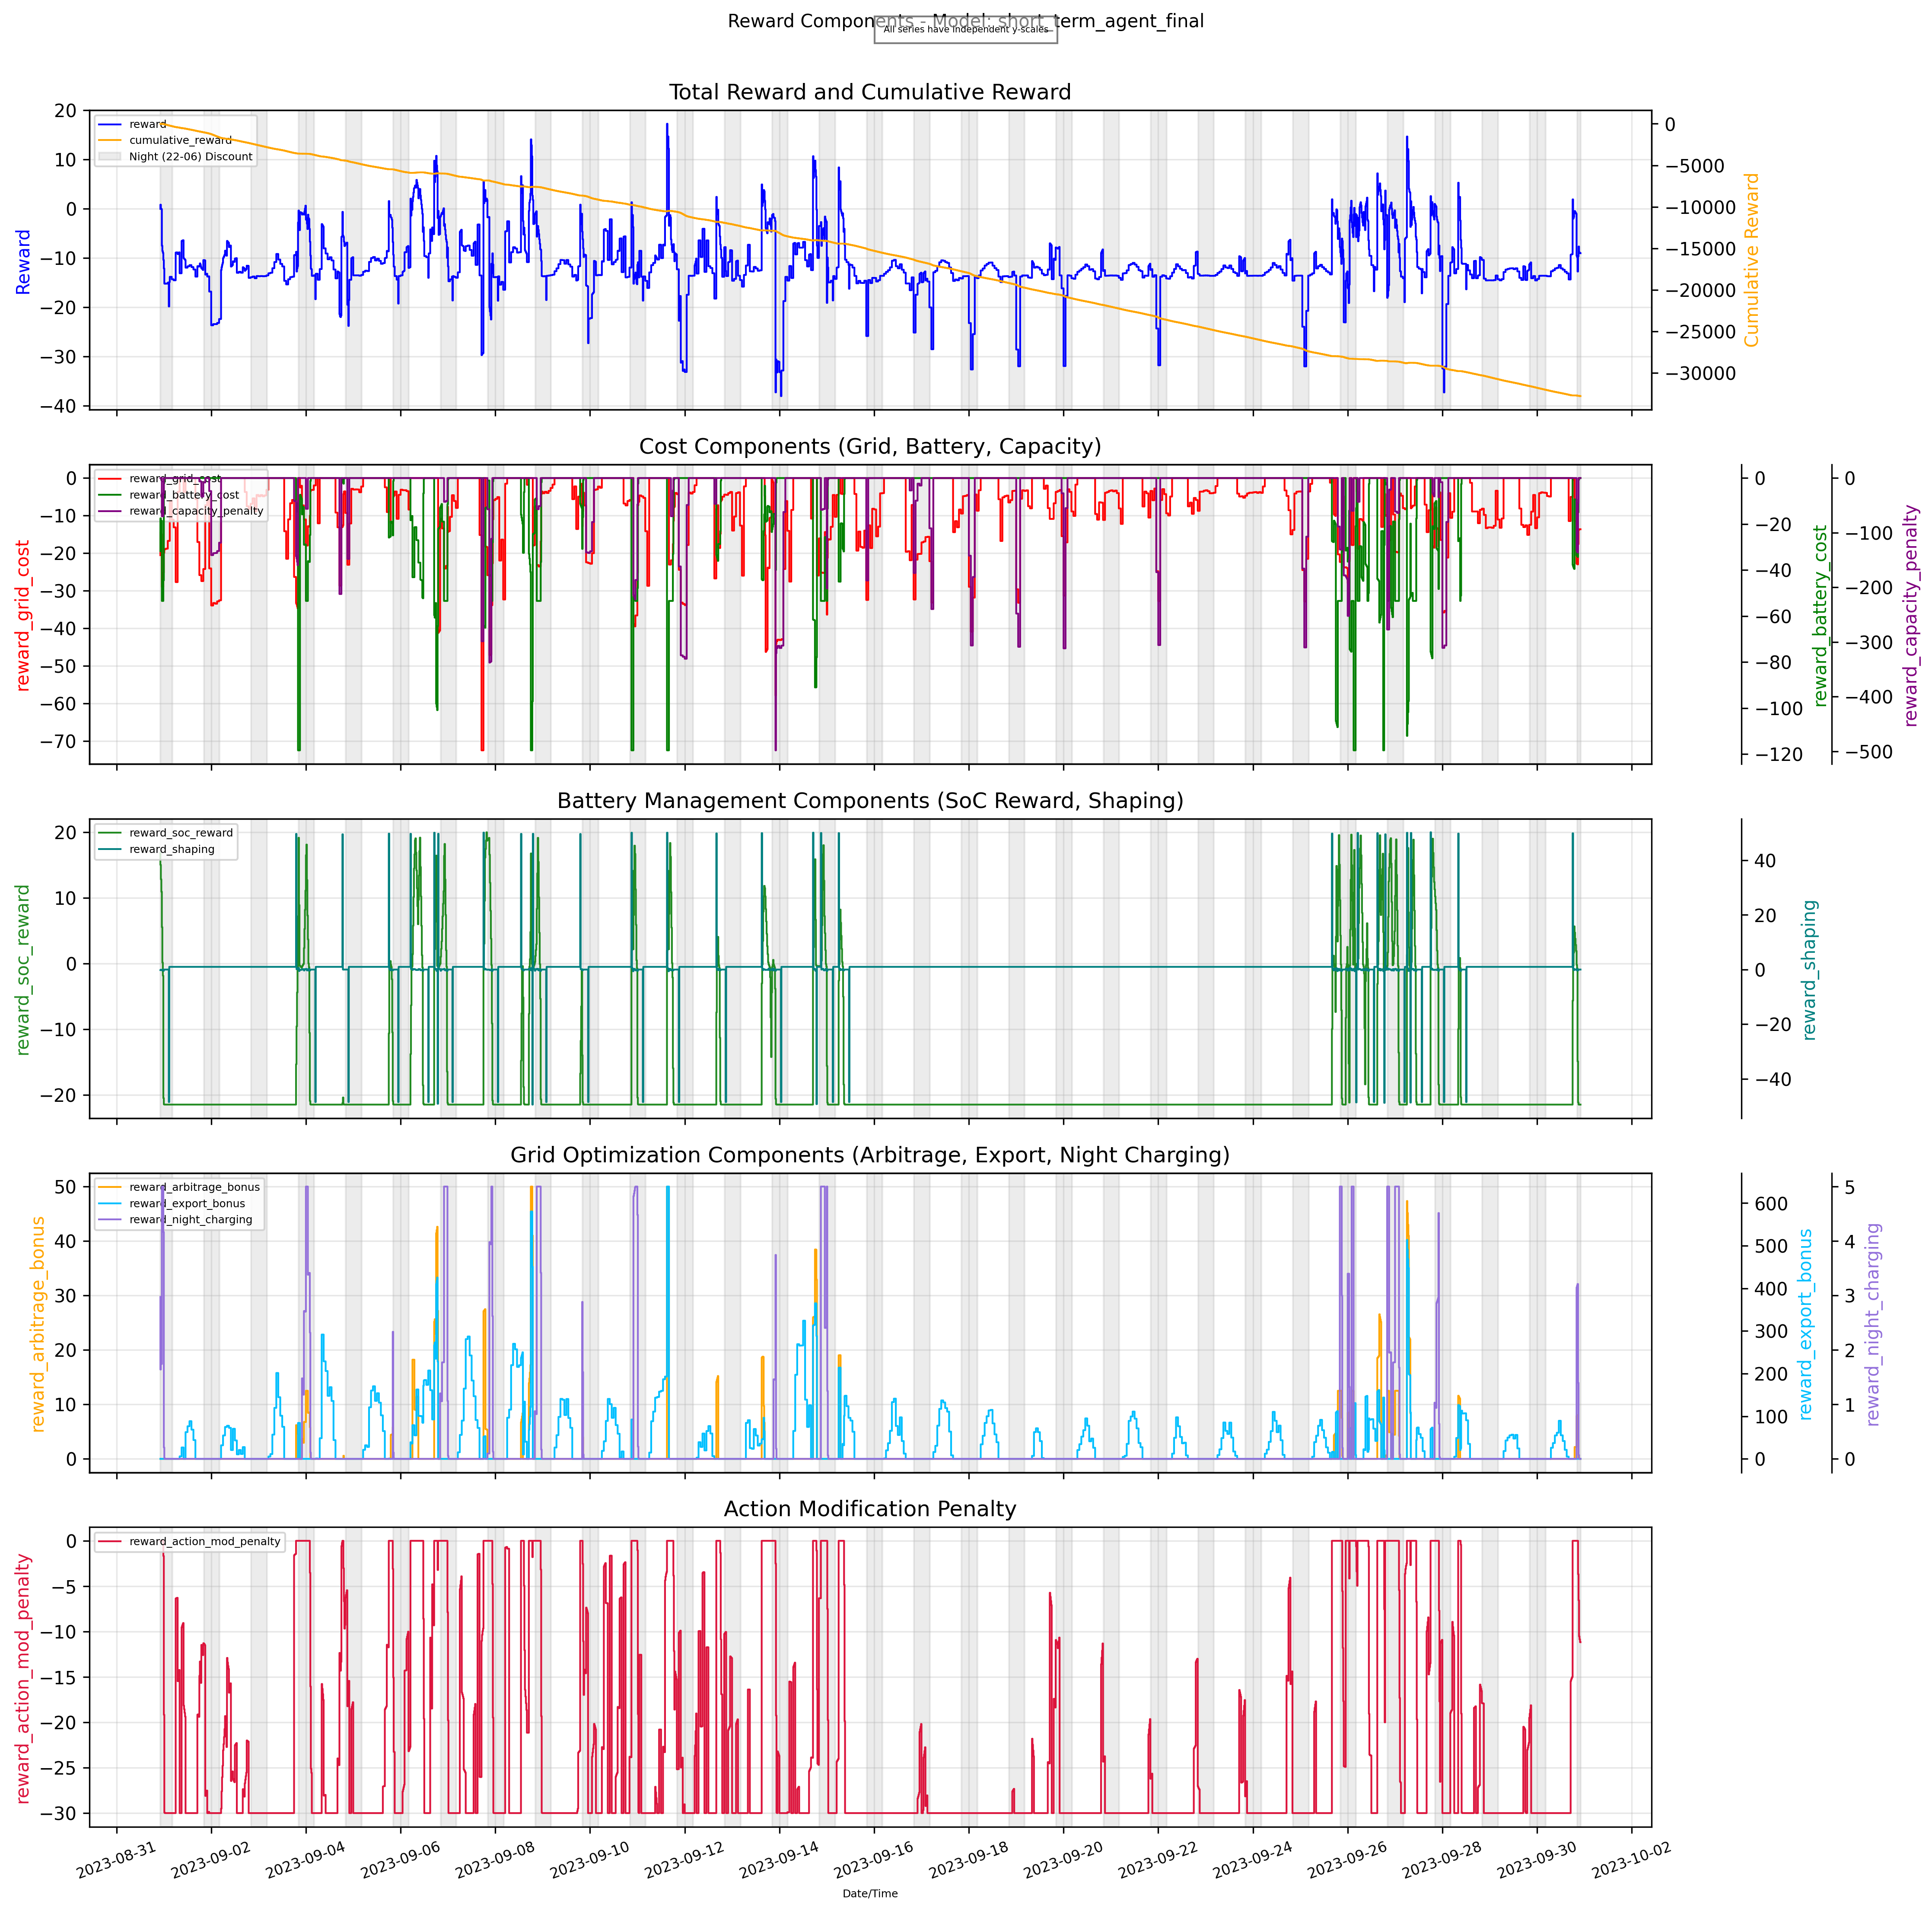 Reward Components - Model: short_term_agent_final
All series have independent y-scales
Total Reward and Cumulative Reward
reward
cumulative_reward
Night (22-06) Discount
20
10
0
−10
−20
−30
−40
Reward
0
−5000
−10000
−15000
−20000
−25000
−30000
Cumulative Reward
Cost Components (Grid, Battery, Capacity)
reward_grid_cost
reward_battery_cost
reward_capacity_penalty
0
−10
−20
−30
−40
−50
−60
−70
reward_grid_cost
0
−20
−40
−60
−80
−100
−120
reward_battery_cost
0
−100
−200
−300
−400
−500
reward_capacity_penalty
Battery Management Components (SoC Reward, Shaping)
reward_soc_reward
reward_shaping
20
10
0
−10
−20
reward_soc_reward
40
20
0
−20
−40
reward_shaping
Grid Optimization Components (Arbitrage, Export, Night Charging)
reward_arbitrage_bonus
reward_export_bonus
reward_night_charging
50
40
30
20
10
0
reward_arbitrage_bonus
600
500
400
300
200
100
0
reward_export_bonus
5
4
3
2
1
0
reward_night_charging
Action Modification Penalty
reward_action_mod_penalty
0
−5
−10
−15
−20
−25
−30
reward_action_mod_penalty
2023-08-31
2023-09-02
2023-09-04
2023-09-06
2023-09-08
2023-09-10
2023-09-12
2023-09-14
2023-09-16
2023-09-18
2023-09-20
2023-09-22
2023-09-24
2023-09-26
2023-09-28
2023-09-30
2023-10-02
Date/Time